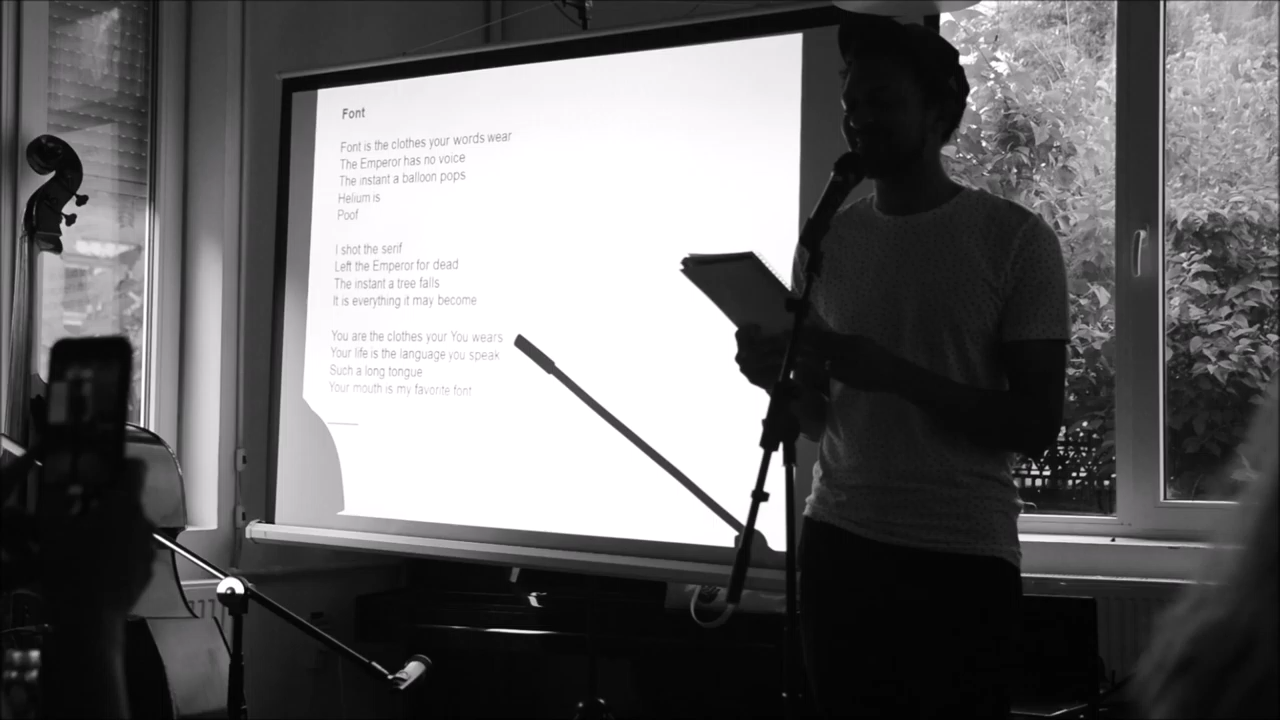 Font
Font is the clothes your words wear
The Emperor has no voice
The instant a balloon pops
Helium is
Poof
I shot the serif
Left the Emperor for dead
The instant a tree falls
It is everything it may become
You are the clothes your You wears
Your life is the language you speak
Such a long tongue
Your mouth is my favorite font